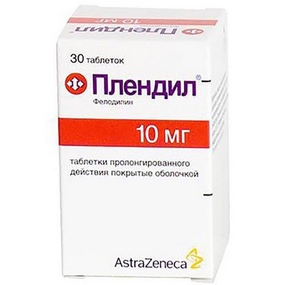 30 таблеток
Плендил®
Фелодипин
10 мг
таблетки пролонгированного
действия покрытые оболочкой
AstraZeneca